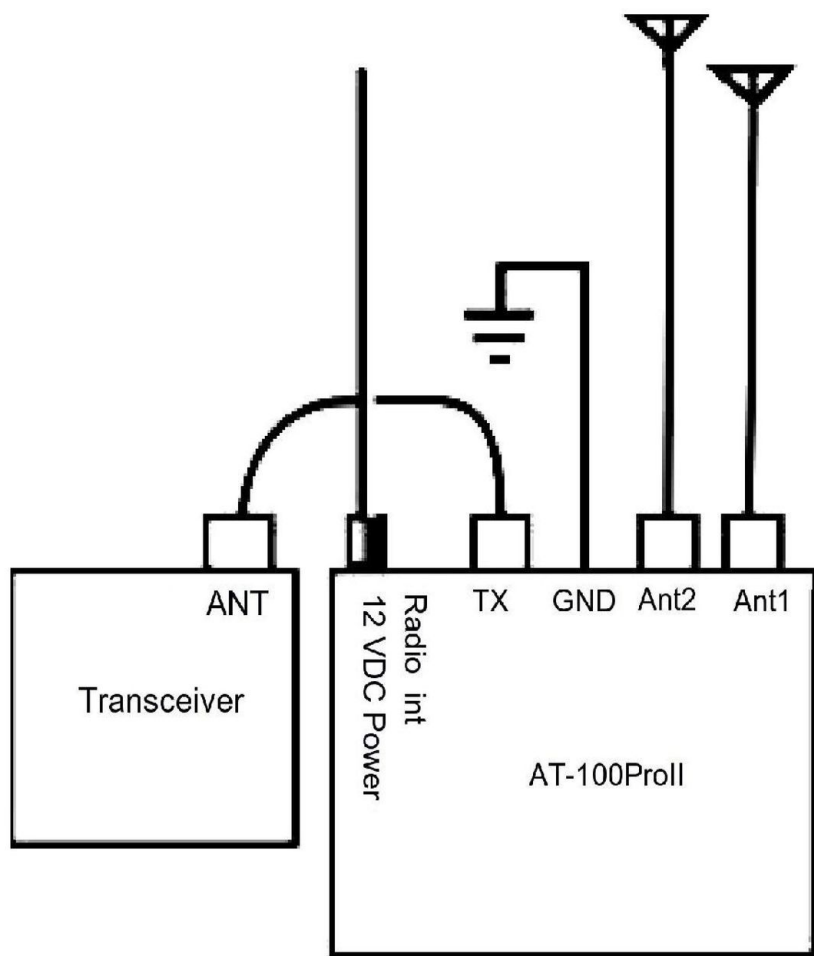 ANT
Transceiver
Radio int
12 VDC Power
TX
GND
Ant2
Ant1
AT-100ProII